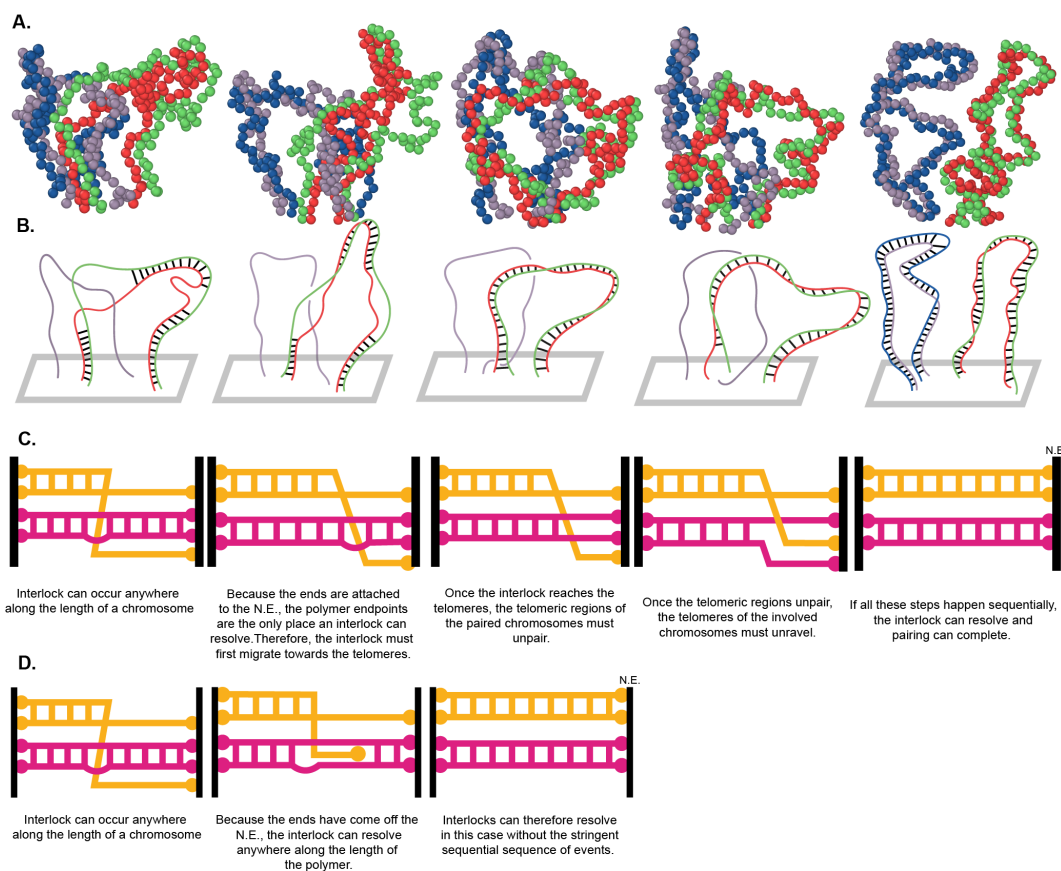 A.
B.
C.
N.E
Interlock can occur anywhere
along the length of a chromosome
Because the ends are attached
to the N.E., the polymer endpoints
are the only place an interlock can
resolve.Therefore, the interlock must
first migrate towards the telomeres.
Once the interlock reaches the
telomeres, the telomeric regions of
the paired chromosomes must
unpair.
Once the telomeric regions unpair,
the telomeres of the involved
chromosomes must unravel.
If all these steps happen sequentially,
the interlock can resolve and
pairing can complete.
D.
N.E.
Interlock can occur anywhere
along the length of a chromosome
Because the ends have come off the
N.E., the interlock can resolve
anywhere along the length of
the polymer.
Interlocks can therefore resolve
in this case without the stringent
sequential sequence of events.